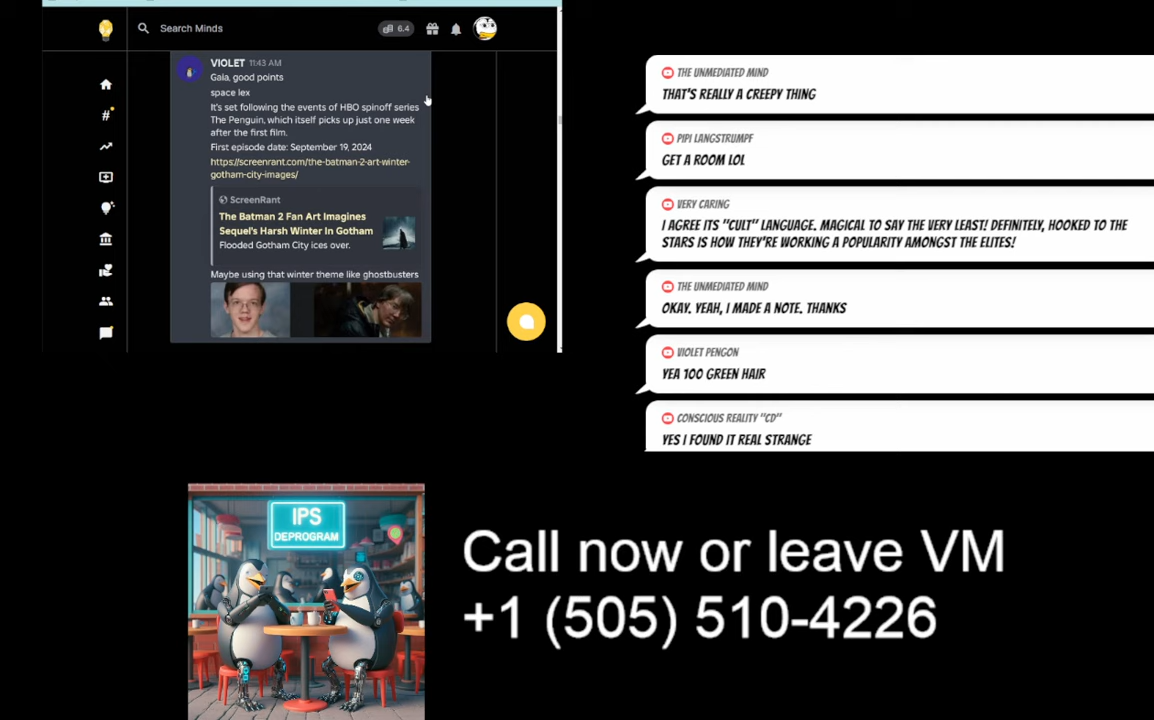 Search Minds
6.4
VIOLET 11:43 AM
Gaia, good points
space lex
It's set following the events of HBO spinoff series
The Penguin, which itself picks up just one week
after the first film.
First episode date: September 19, 2024
https://screenrant.com/the-batman-2-art-winter-
gotham-city-images/
ScreenRant
The Batman 2 Fan Art Imagines
Sequel's Harsh Winter In Gotham
Flooded Gotham City ices over.
Maybe using that winter theme like ghostbusters
THE UNMEDIATED MIND
THAT'S REALLY A CREEPY THING
PIPI LANGSTRUMPF
GET A ROOM LOL
VERY CARING
I AGREE ITS "CULT" LANGUAGE. MAGICAL TO SAY THE VERY LEAST! DEFINITELY, HOOKED TO THE
STARS IS HOW THEY'RE WORKING A POPULARITY AMONGST THE ELITES!
THE UNMEDIATED MIND
OKAY. YEAH, I MADE A NOTE. THANKS
VIOLET PENGON
YEA 100 GREEN HAIR
CONSCIOUS REALITY "CD"
YES I FOUND IT REAL STRANGE
IPS
DEPROGRAM
Call now or leave VM
+1 (505) 510-4226